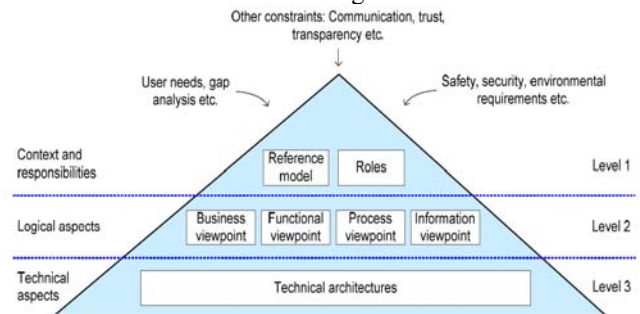 Other constraints: Communication, trust,
transparency etc.
User needs, gap
analysis etc.
Safety, security, environmental
requirements etc.
Context and
responsibilities
Reference
model
Roles
Level 1
Logical aspects
Business
viewpoint
Functional
viewpoint
Process
viewpoint
Information
viewpoint
Level 2
Technical
aspects
Technical architectures
Level 3